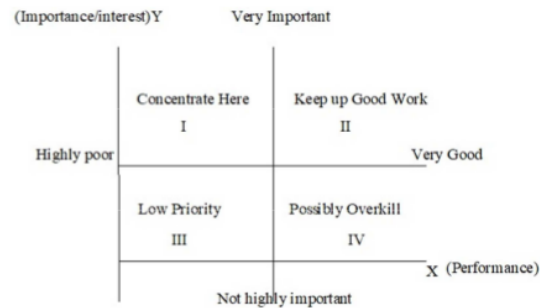 (Importance/interest)Y Very Important
Concentrate Here Keep up Good Work
I II
Highly poor Very Good
Low Priority Possibly Overkill
III IV
X (Performance)
Not highly important